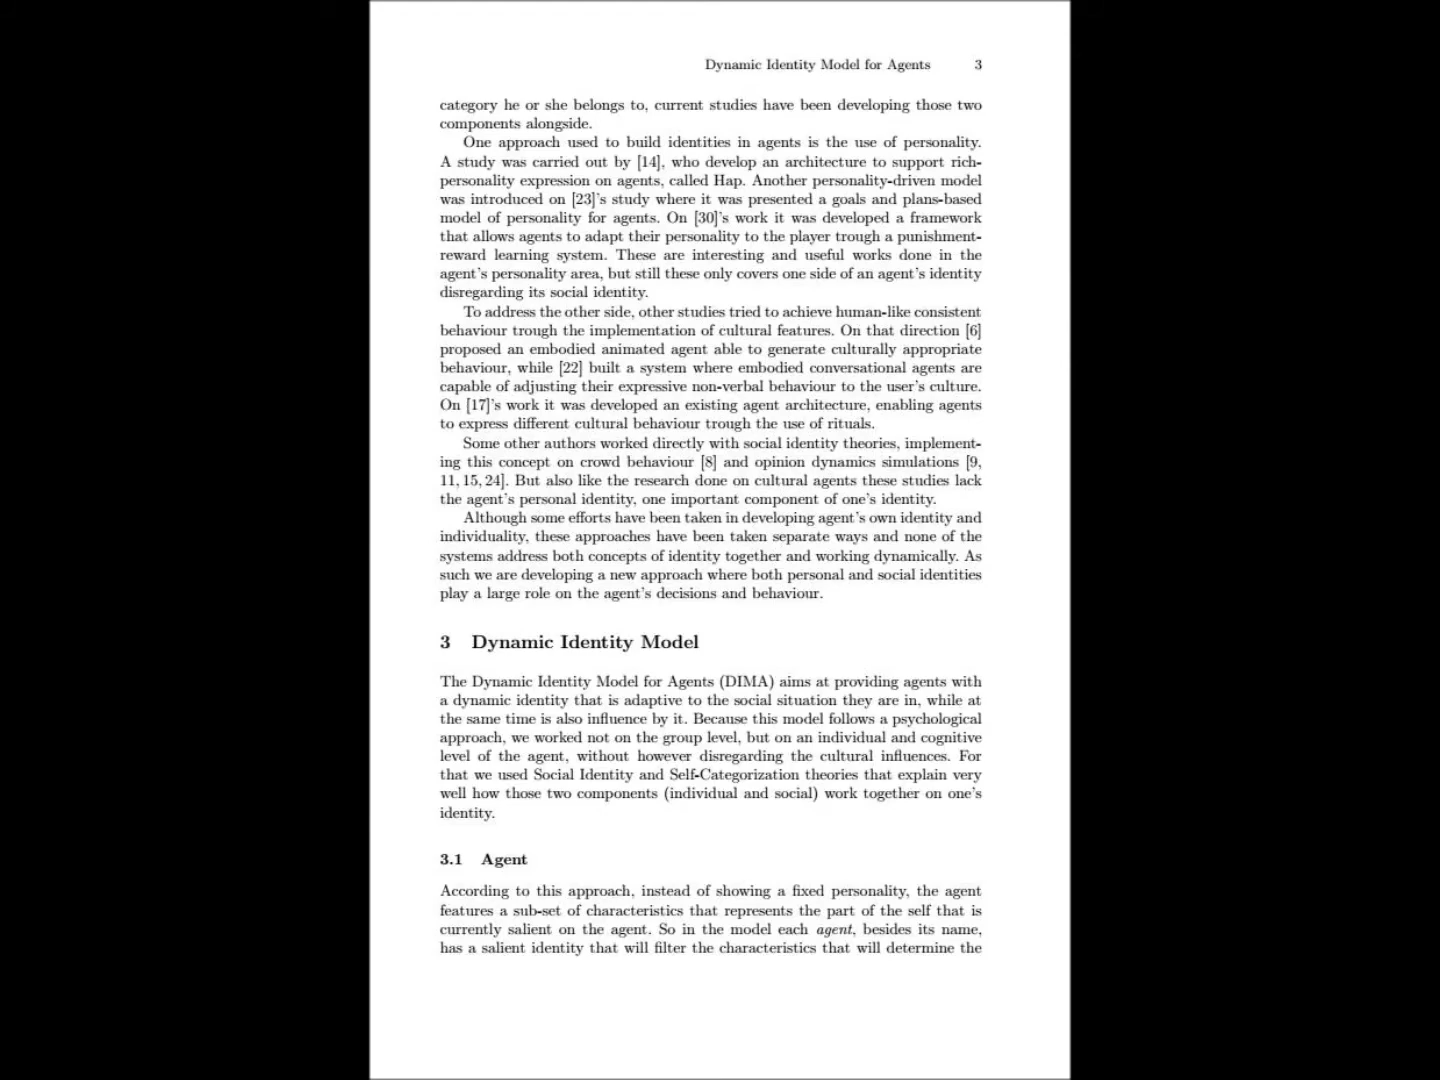 Dynamic Identity Model for Agents 3
category he or she belongs to, current studies have been developing those two
components alongside.
One approach used to build identities in agents is the use of personality.
A study was carried out by [14], who develop an architecture to support rich-
personality expression on agents, called Hap. Another personality-driven model
was introduced on [23]'s study where it was presented a goals and plans-based
model of personality for agents. On [30]'s work it was developed a framework
that allows agents to adapt their personality to the player trough a punishment-
reward learning system. These are interesting and useful works done in the
agent's personality area, but still these only covers one side of an agent's identity
disregarding its social identity.
To address the other side, other studies tried to achieve human-like consistent
behaviour trough the implementation of cultural features. On that direction [6]
proposed an embodied animated agent able to generate culturally appropriate
behaviour, while [22] built a system where embodied conversational agents are
capable of adjusting their expressive non-verbal behaviour to the user's culture.
On [17]'s work it was developed an existing agent architecture, enabling agents
to express different cultural behaviour trough the use of rituals.
Some other authors worked directly with social identity theories, implement-
ing this concept on crowd behaviour [8] and opinion dynamics simulations [9,
11, 15, 24]. But also like the research done on cultural agents these studies lack
the agent's personal identity, one important component of one's identity.
Although some efforts have been taken in developing agent's own identity and
individuality, these approaches have been taken separate ways and none of the
systems address both concepts of identity together and working dynamically. As
such we are developing a new approach where both personal and social identities
play a large role on the agent's decisions and behaviour.
3 Dynamic Identity Model
The Dynamic Identity Model for Agents (DIMA) aims at providing agents with
a dynamic identity that is adaptive to the social situation they are in, while at
the same time is also influence by it. Because this model follows a psychological
approach, we worked not on the group level, but on an individual and cognitive
level of the agent, without however disregarding the cultural influences. For
that we used Social Identity and Self-Categorization theories that explain very
well how those two components (individual and social) work together on one's
identity.
3.1 Agent
According to this approach, instead of showing a fixed personality, the agent
features a sub-set of characteristics that represents the part of the self that is
currently salient on the agent. So in the model each agent, besides its name,
has a salient identity that will filter the characteristics that will determine the